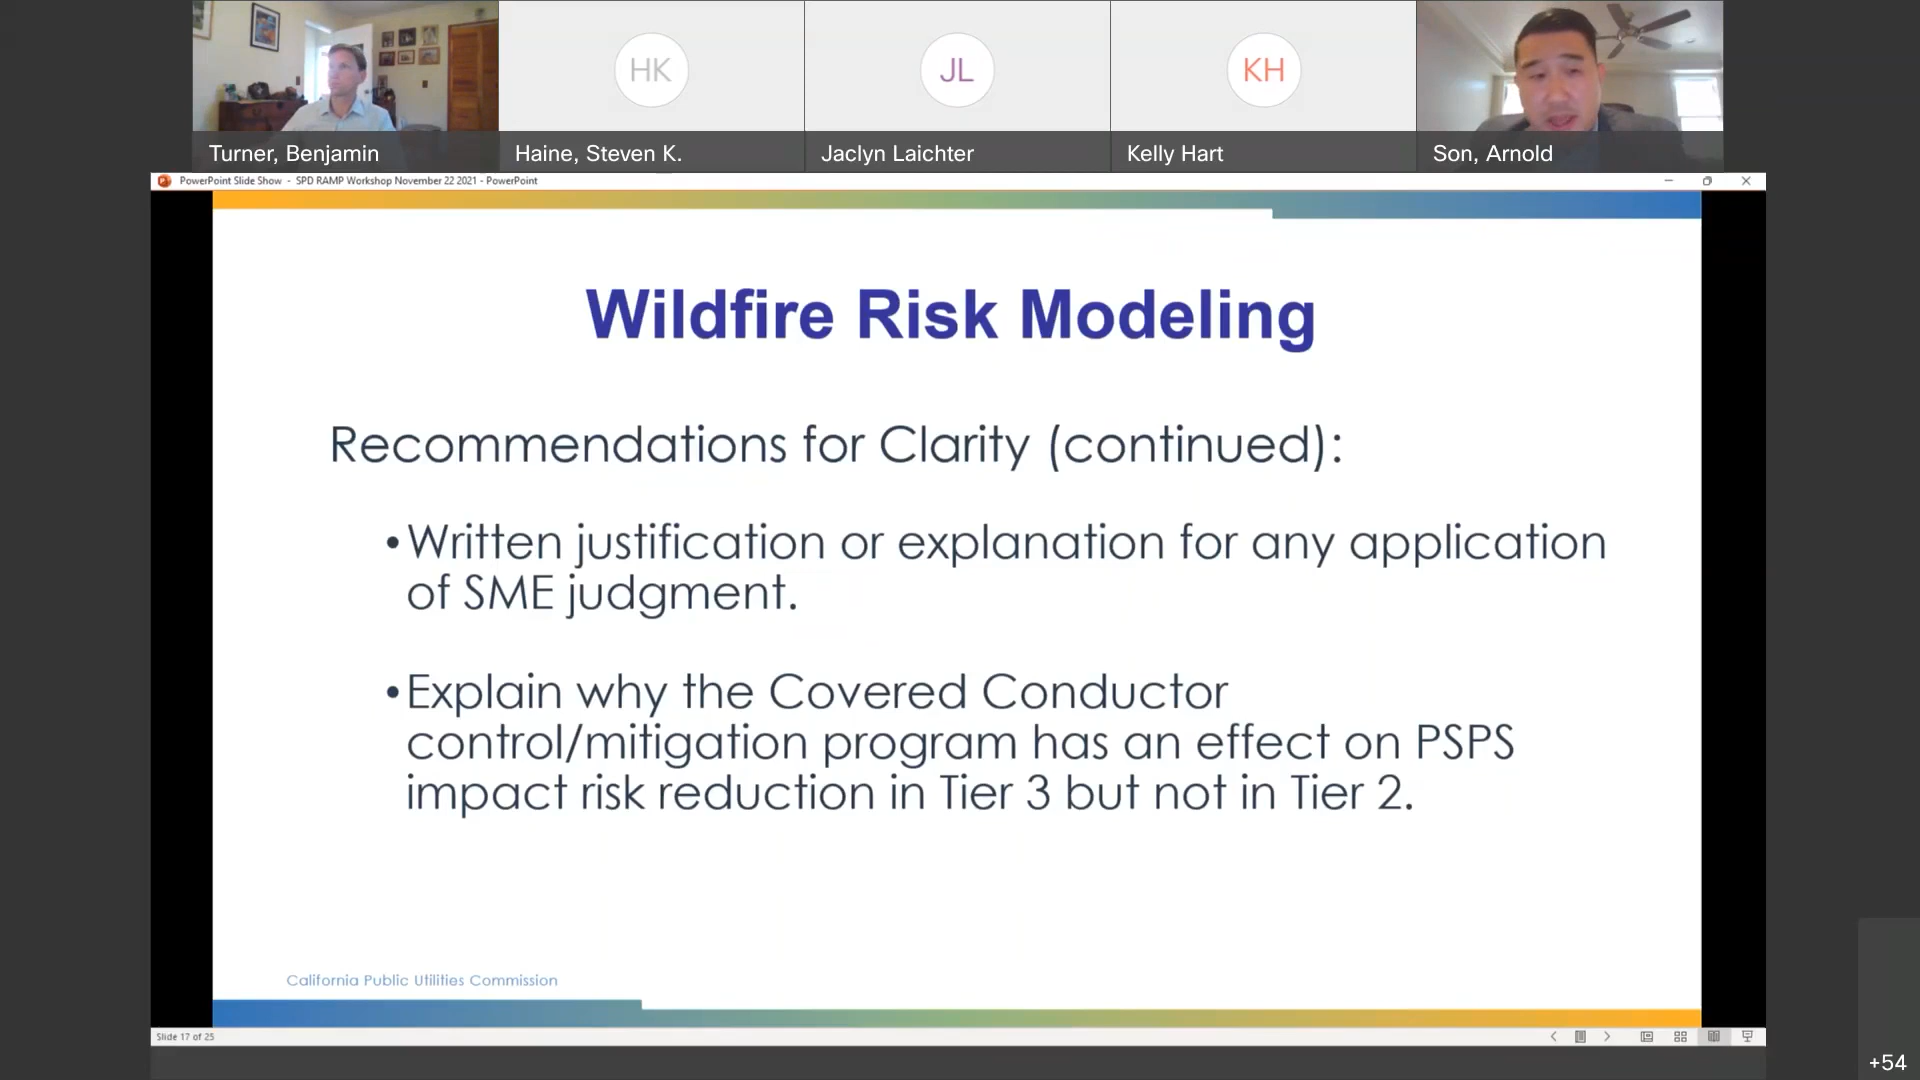 HK
JL
KH
Turner, Benjamin
Haine, Steven K.
Jaclyn Laichter
Kelly Hart
Son, Arnold
PowerPoint Slide Show - SPD RAMP Workshop November 22 2021 - PowerPoint
Wildfire Risk Modeling
Recommendations for Clarity (continued):
•Written justification or explanation for any application
of SME judgment.
•Explain why the Covered Conductor
control/mitigation program has an effect on PSPS
impact risk reduction in Tier 3 but not in Tier 2.
California Public Utilities Commission
Slide 17 of 25
+54